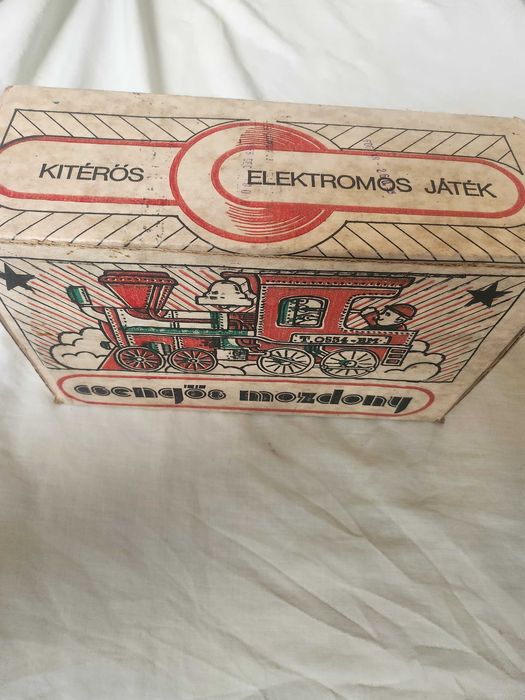 KITÉRŐS ELEKTROMOS JÁTÉK
T. 0554-BM.
csengős mozdony